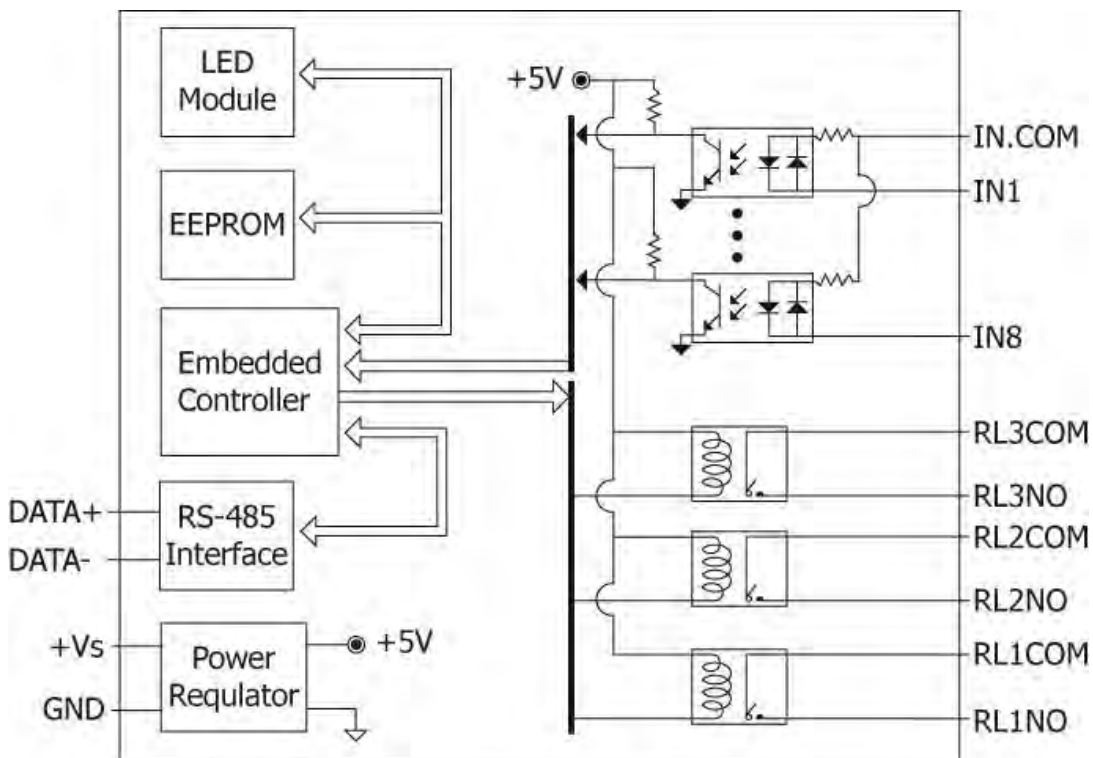 LED
Module
EEPROM
Embedded
Controller
RS-485
Interface
Power
Requlator
DATA+
DATA-
+Vs
GND
+5V
+5V
IN.COM
IN1
IN8
RL3COM
RL3NO
RL2COM
RL2NO
RL1COM
RL1NO